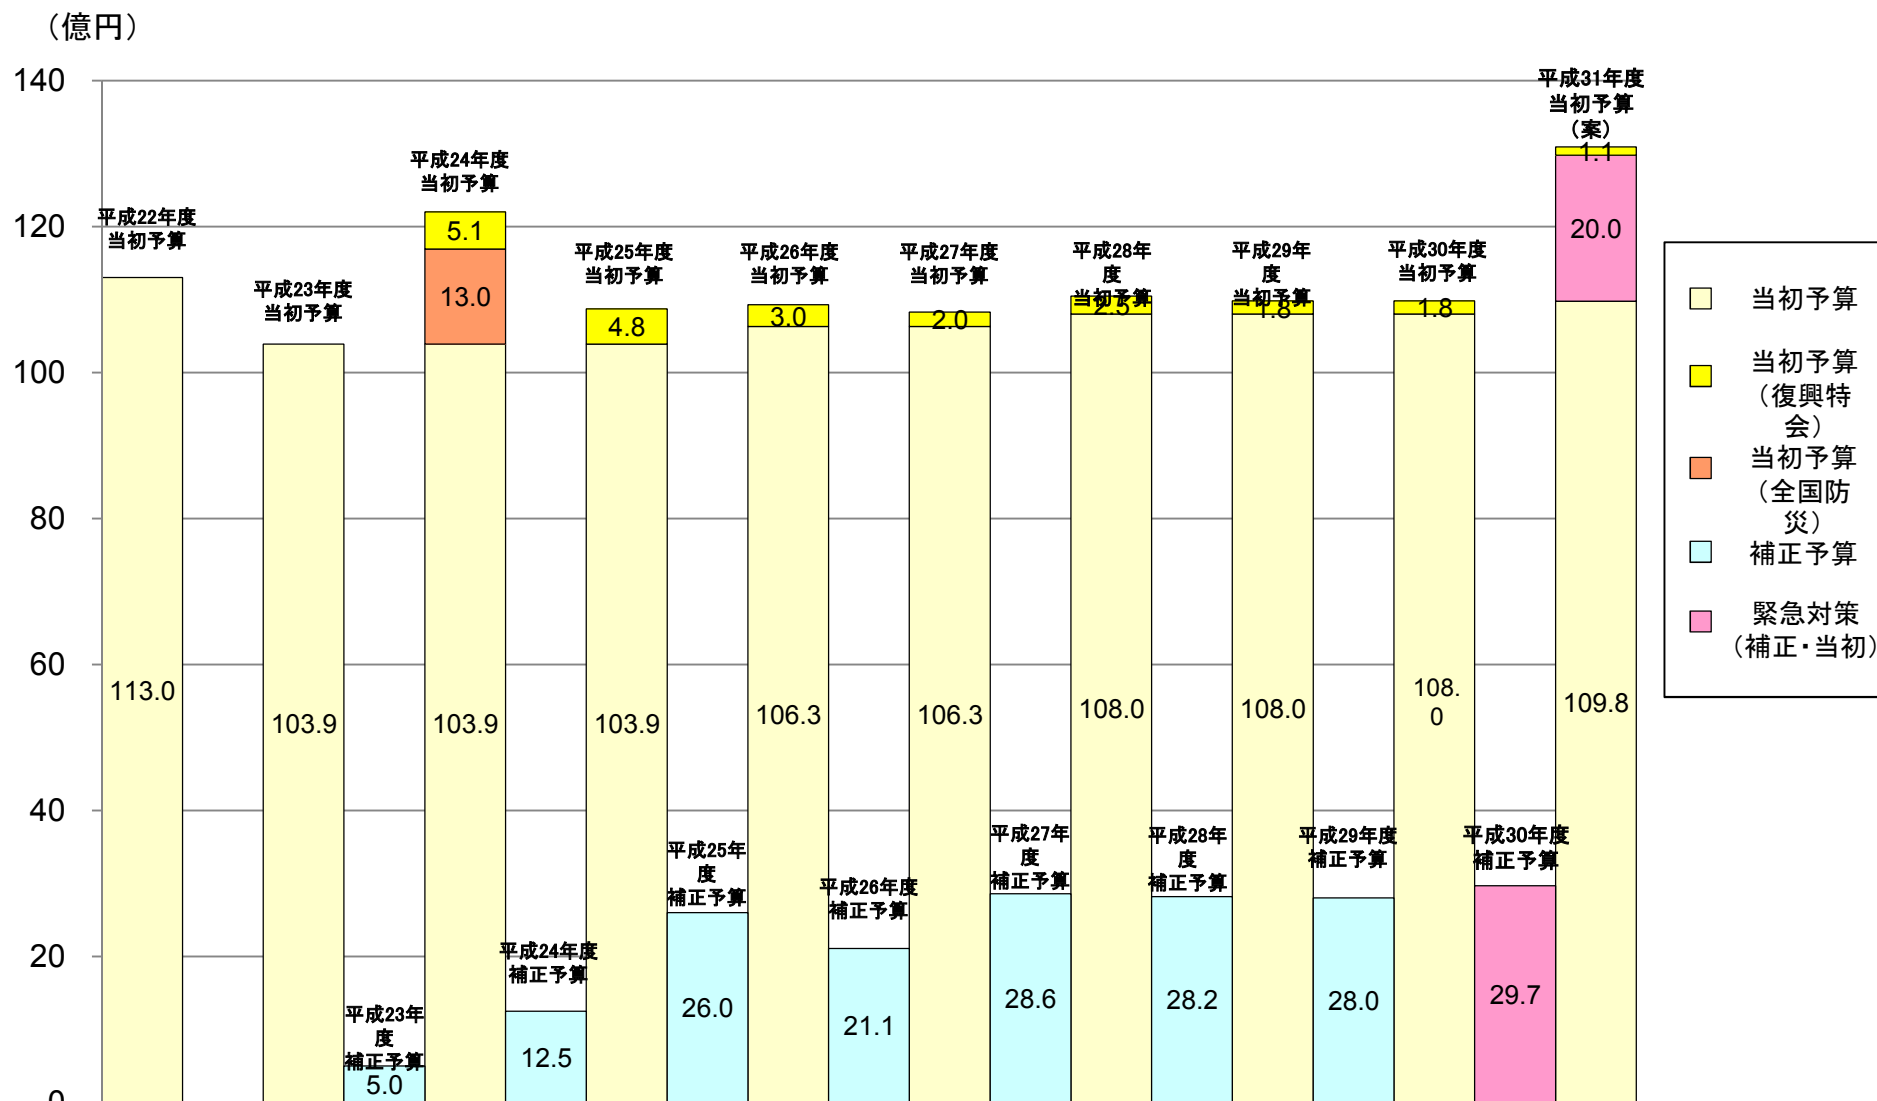 （億円）
140
120
100
80
60
40
20
0
平成22年度
当初予算
113.0
平成23年度
当初予算
103.9
平成23年
度
補正予算
5.0
平成24年度
当初予算
5.1
13.0
103.9
平成24年度
補正予算
12.5
平成25年度
当初予算
4.8
103.9
平成25年
度
補正予算
26.0
平成26年度
当初予算
3.0
106.3
平成26年度
補正予算
21.1
平成27年度
当初予算
2.0
106.3
平成27年
度
補正予算
28.6
平成28年
度
当初予算
2.5
108.0
平成28年
度
補正予算
28.2
平成29年
度
当初予算
1.8
108.0
平成29年度
補正予算
28.0
平成30年度
当初予算
1.8
108.
0
平成30年度
補正予算
29.7
平成31年度
当初予算
（案）
1.1
20.0
109.8
当初予算
当初予算
（復興特
会）
当初予算
（全国防
災）
補正予算
緊急対策
（補正・当初）